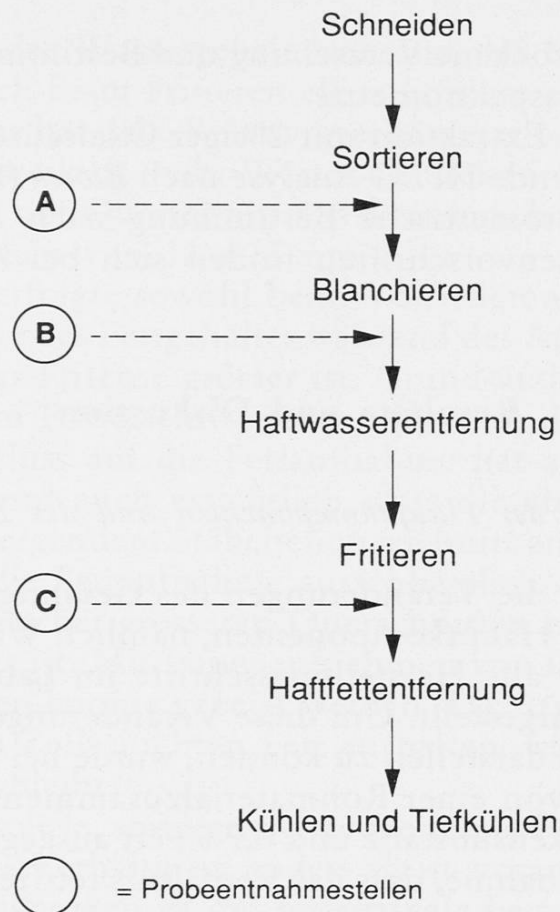 Schneiden
Sortieren
A
Blanchieren
B
Haftwasserentfernung
Fritieren
C
Haftfettentfernung
Kühlen und Tiefkühlen
= Probeentnahmestellen